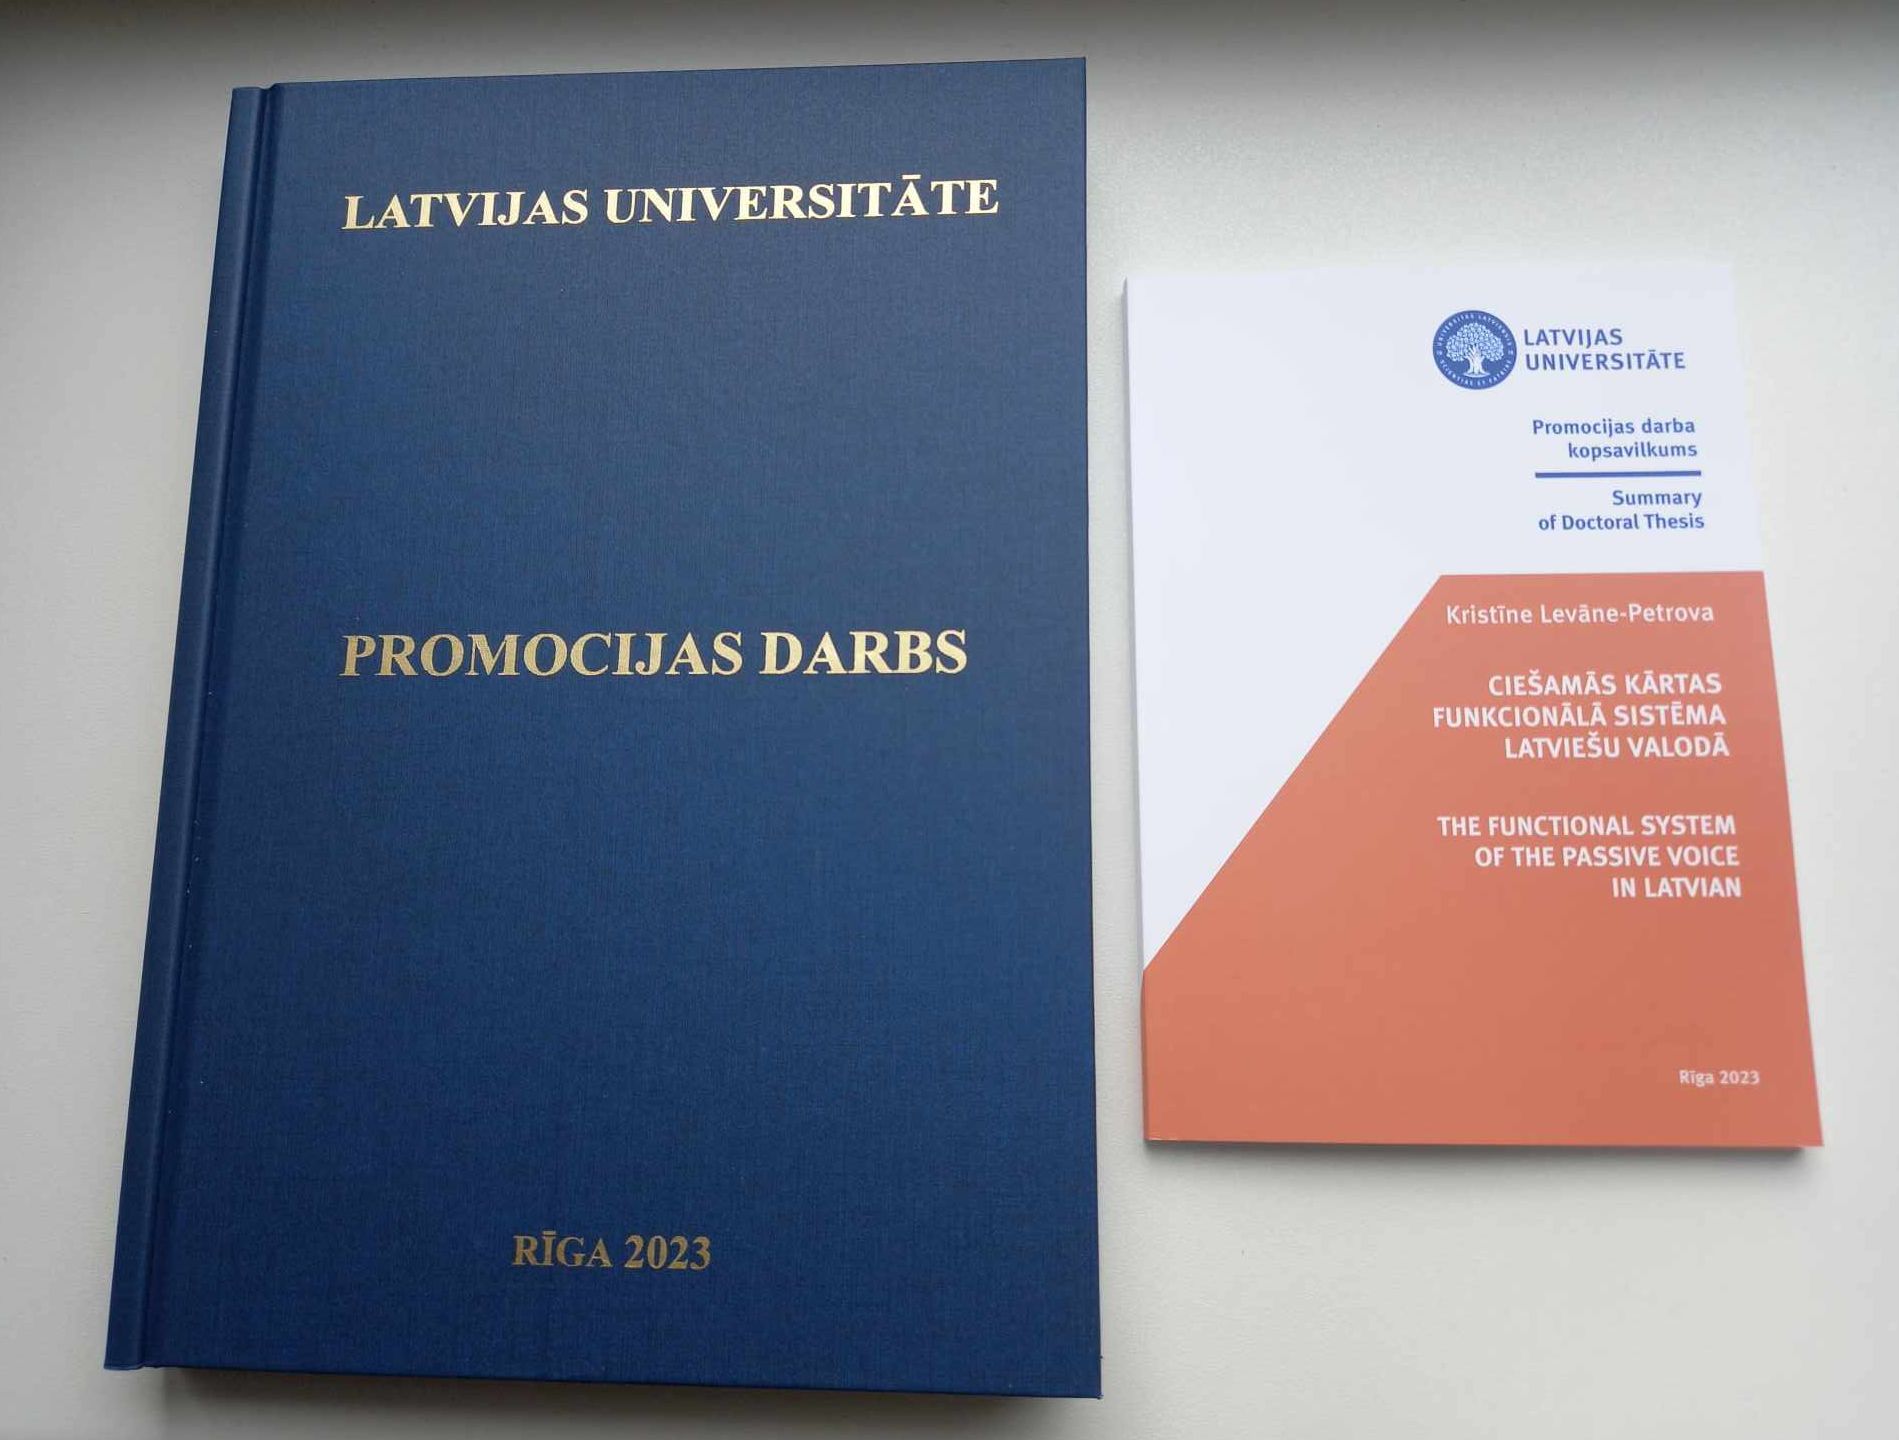 LATVIJAS UNIVERSITĀTE
PROMOCIJAS DARBS
RĪGA 2023
LATVIJAS
UNIVERSITĀTE
Promocijas darba
kopsavilkums
Summary
of Doctoral Thesis
Kristīne Levāne-Petrova
CIEŠAMĀS KĀRTAS
FUNKCIONĀLĀ SISTĒMA
LATVIEŠU VALODĀ
THE FUNCTIONAL SYSTEM
OF THE PASSIVE VOICE
IN LATVIAN
Rīga 2023